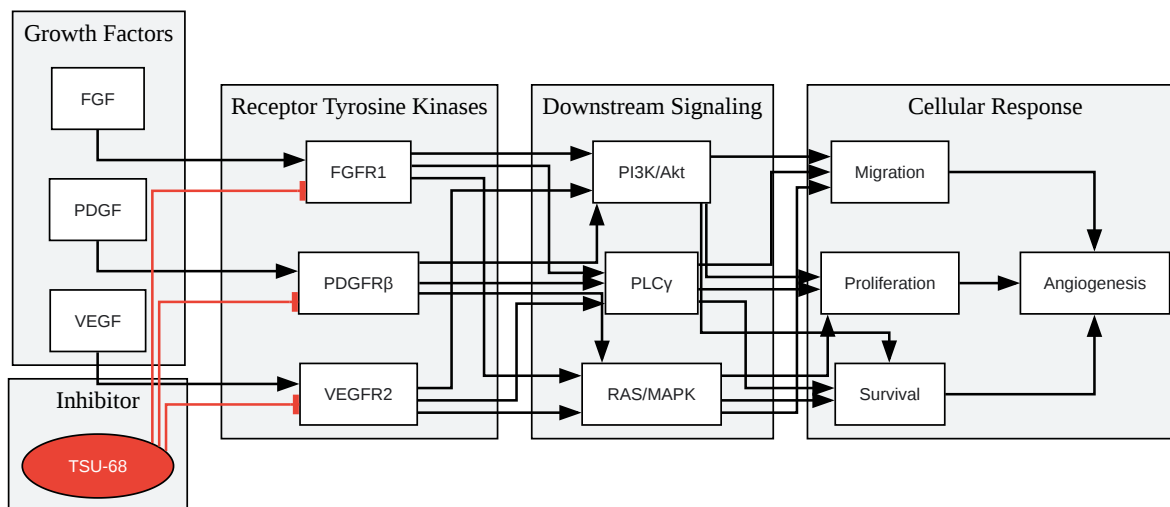 Growth Factors
FGF
PDGF
VEGF
Inhibitor
TSU-68
Receptor Tyrosine Kinases
FGFR1
PDGFRβ
VEGFR2
Downstream Signaling
PI3K/Akt
PLCγ
RAS/MAPK
Cellular Response
Migration
Proliferation
Survival
Angiogenesis